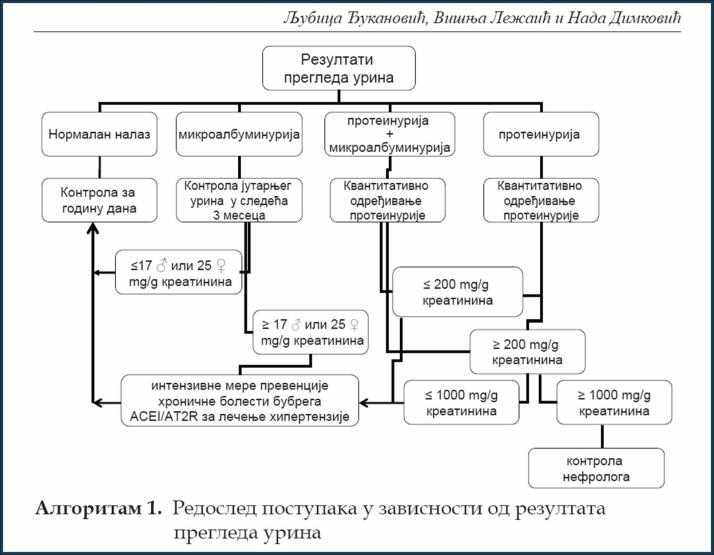 Љубица Ђукановић, Вишња Лежаић и Нада Димковић
Резултати
прегледа урина
Нормалан налаз
микроалбуминурија
протеинурија
+
микроалбуминурија
протеинурија
Контрола за
годину дана
Контрола јутарњег
урина у следећа
3 месеца
Квантитативно
одређивање
протеинурије
Квантитативно
одређивање
протеинурије
≤17 ♂ или 25 ♀
mg/g креатинина
≤ 200 mg/g
креатинина
≥ 17 ♂ или 25 ♀
mg/g креатинина
≥ 200 mg/g
креатинина
интензивне мере превенције
хроничне болести бубрега
ACEI/AT2R за лечење хипертензије
≤ 1000 mg/g
креатинина
≥ 1000 mg/g
креатинина
контрола
нефролога
Алгоритам 1. Редослед поступака у зависности од резултата
прегледа урина